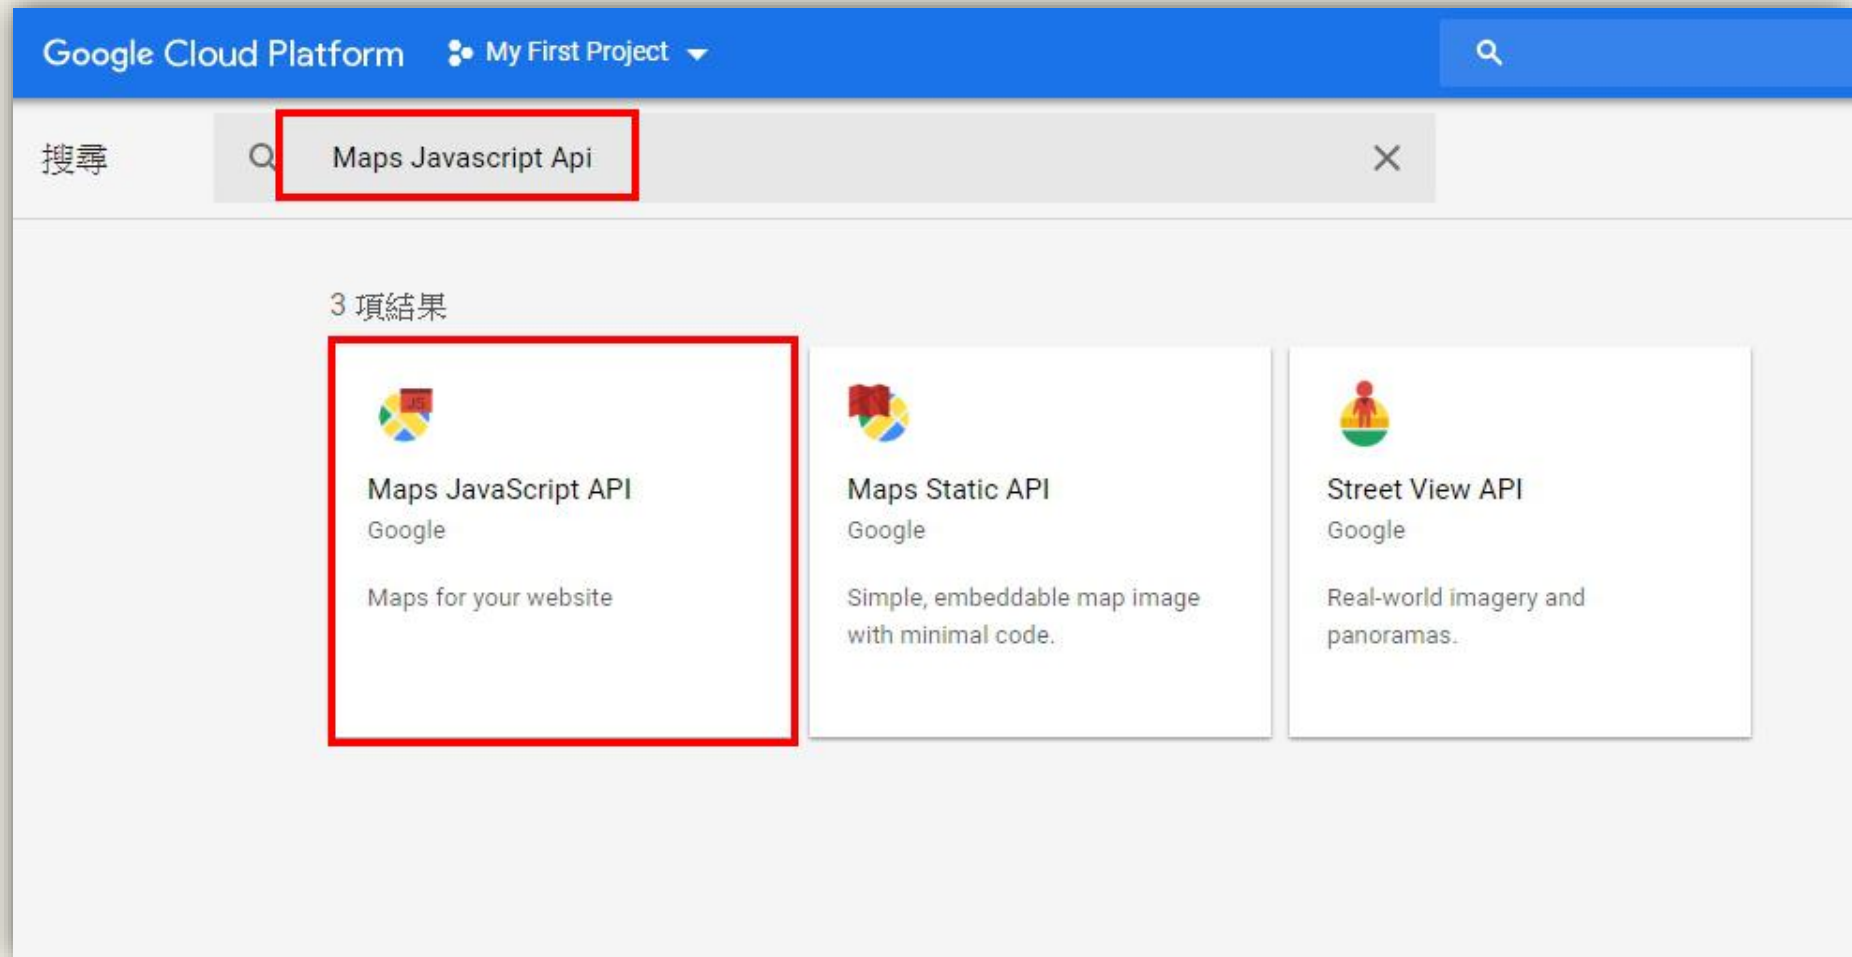 Google Cloud Platform My First Project
搜尋 Maps Javascript Api
3 項結果
JS
Maps JavaScript API
Google
Maps for your website
Maps Static API
Google
Simple, embeddable map image
with minimal code.
Street View API
Google
Real-world imagery and
panoramas.